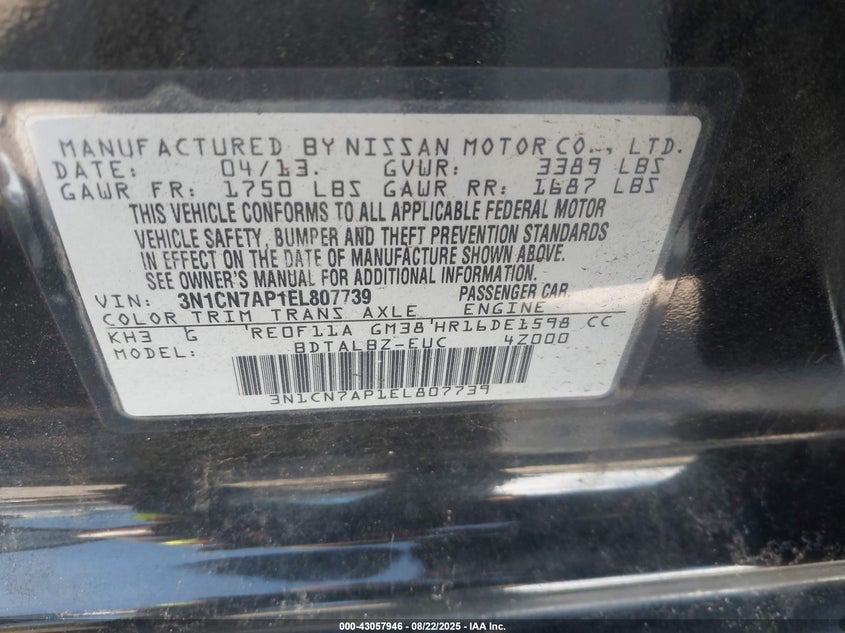 MANUFACTURED BY NISSAN MOTOR CO., LTD.
DATE: 04/13. GVWR: 3389 LBS
GAWR FR: 1750 LBS GAWR RR: 1687 LBS
THIS VEHICLE CONFORMS TO ALL APPLICABLE FEDERAL MOTOR
VEHICLE SAFETY, BUMPER AND THEFT PREVENTION STANDARDS
IN EFFECT ON THE DATE OF MANUFACTURE SHOWN ABOVE.
SEE OWNER'S MANUAL FOR ADDITIONAL INFORMATION.
VIN: 3N1CN7AP1EL807739 PASSENGER CAR.
COLOR TRIM TRANS AXLE ENGINE
KH3 G RE0F11A GM38 HR16DE1598 CC
MODEL: BDTALBZ-EUC 4Z000
3N1CN7AP1EL807739
000-43057946 - 08/22/2025 - IAA Inc.